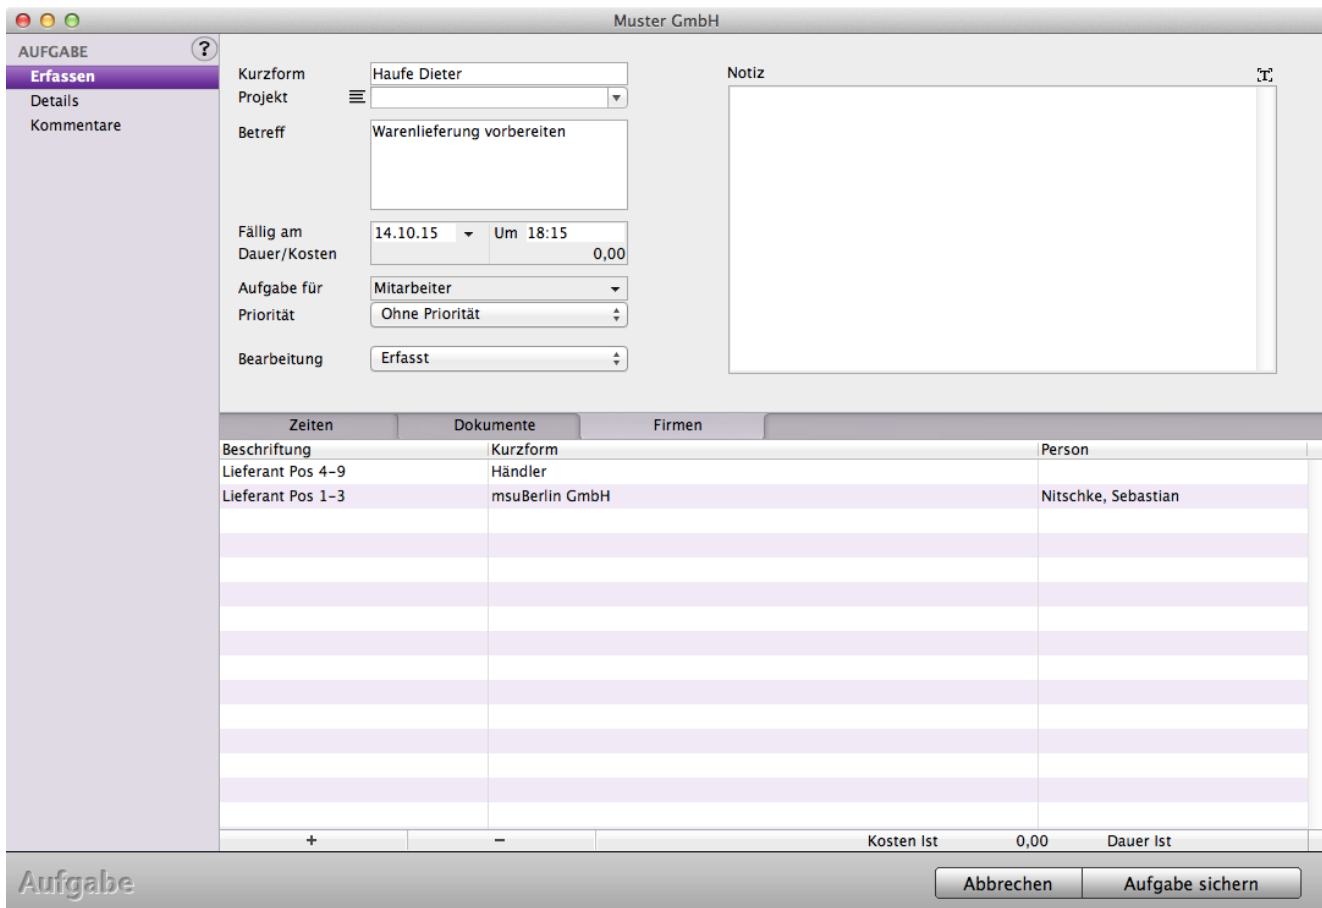 Muster GmbH
AUFGABE
?
Erfassen
Details
Kommentare
Kurzform Haufe Dieter
Projekt
Betreff Warenlieferung vorbereiten
Fällig am 14.10.15 Um 18:15
Dauer/Kosten 0,00
Aufgabe für Mitarbeiter
Priorität Ohne Priorität
Bearbeitung Erfasst
Notiz T
Zeiten Dokumente Firmen
Beschriftung Kurzform Person
Lieferant Pos 4-9 Händler
Lieferant Pos 1-3 msuBerlin GmbH Nitschke, Sebastian
+ − Kosten Ist 0,00 Dauer Ist
Aufgabe Abbrechen Aufgabe sichern